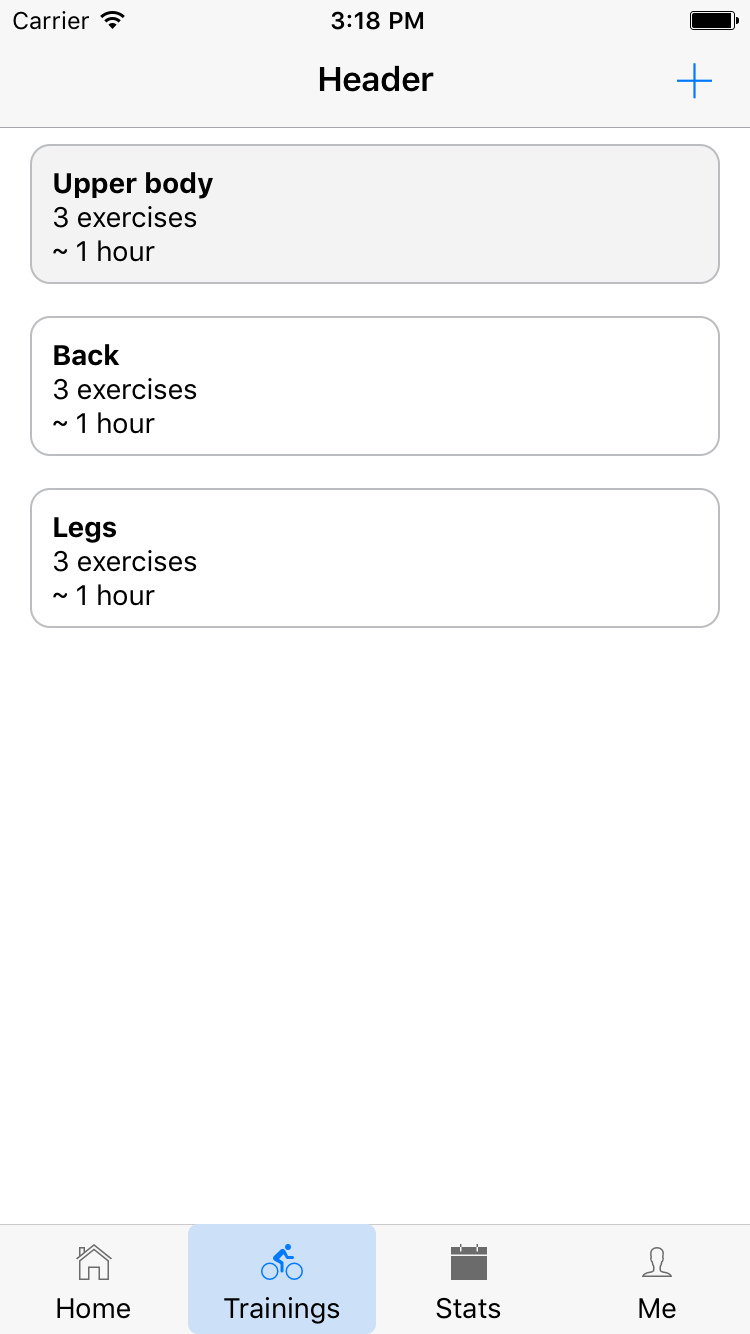 Carrier 3:18 PM
Header
Upper body
3 exercises
~ 1 hour
Back
3 exercises
~ 1 hour
Legs
3 exercises
~ 1 hour
Home Trainings Stats Me